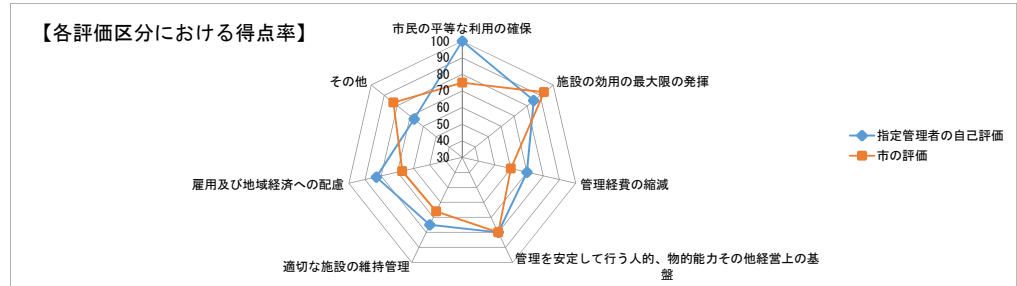 【各評価区分における得点率】
市民の平等な利用の確保
100
90
80
70
60
50
40
30
施設の効用の最大限の発揮
管理経費の縮減
管理を安定して行う人的、物的能力その他経営上の基
盤
適切な施設の維持管理
雇用及び地域経済への配慮
その他
指定管理者の自己評価
市の評価